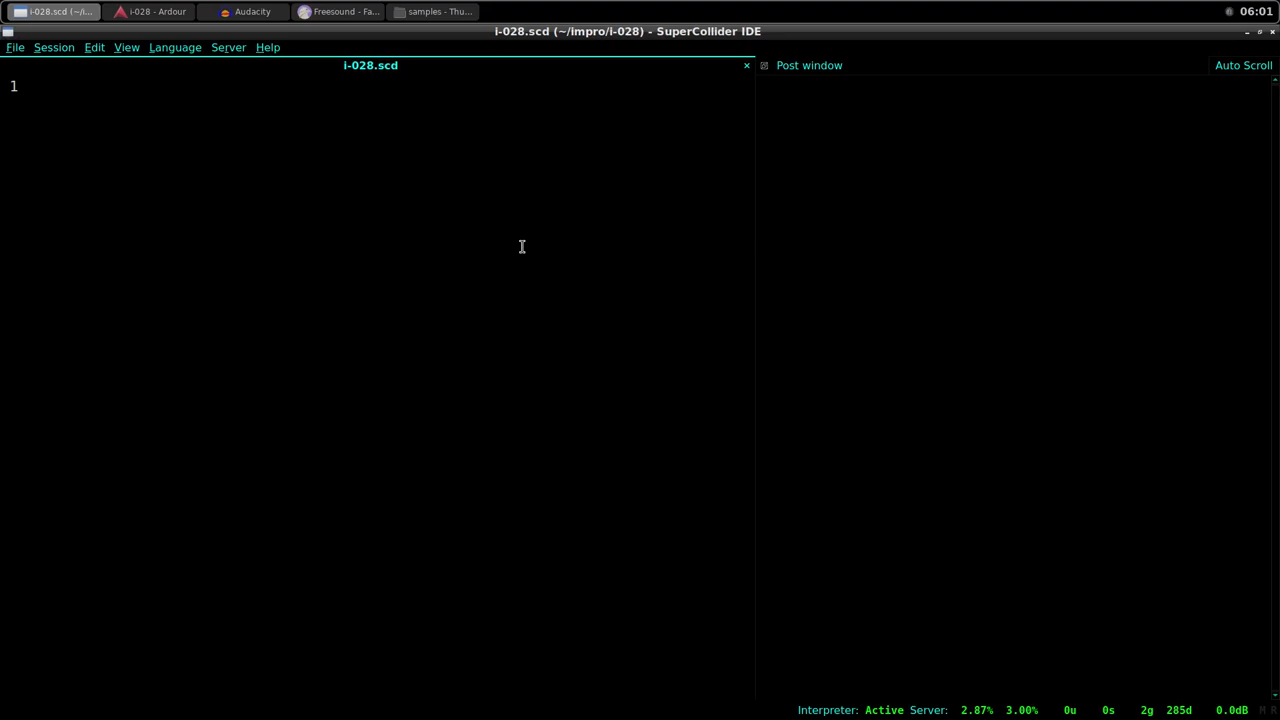 i-028.scd (~/i... i-028 - Ardour Audacity Freesound - Fa... samples - Thu... 06:01
i-028.scd (~/impro/i-028) - SuperCollider IDE
File Session Edit View Language Server Help
i-028.scd × Post window Auto Scroll
1
Interpreter: Active Server: 2.87% 3.00% 0u 0s 2g 285d 0.0dB M R